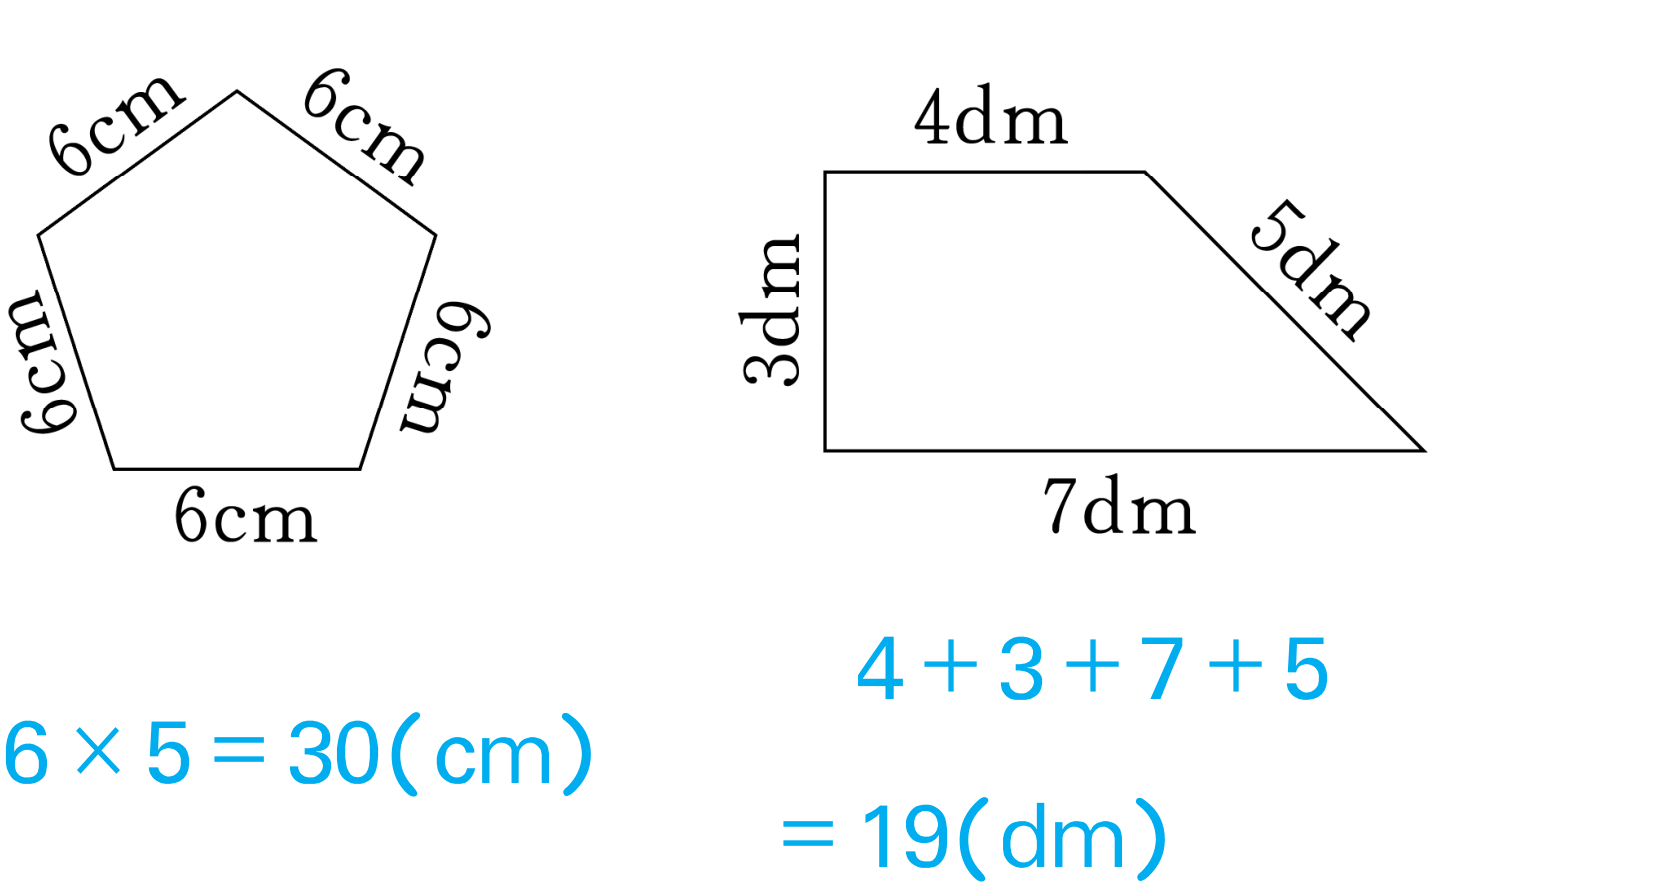 6cm
6cm
6cm
6cm
6cm
4dm
3dm
5dm
7dm
6 × 5 = 30(cm)
4 + 3 + 7 + 5
= 19(dm)